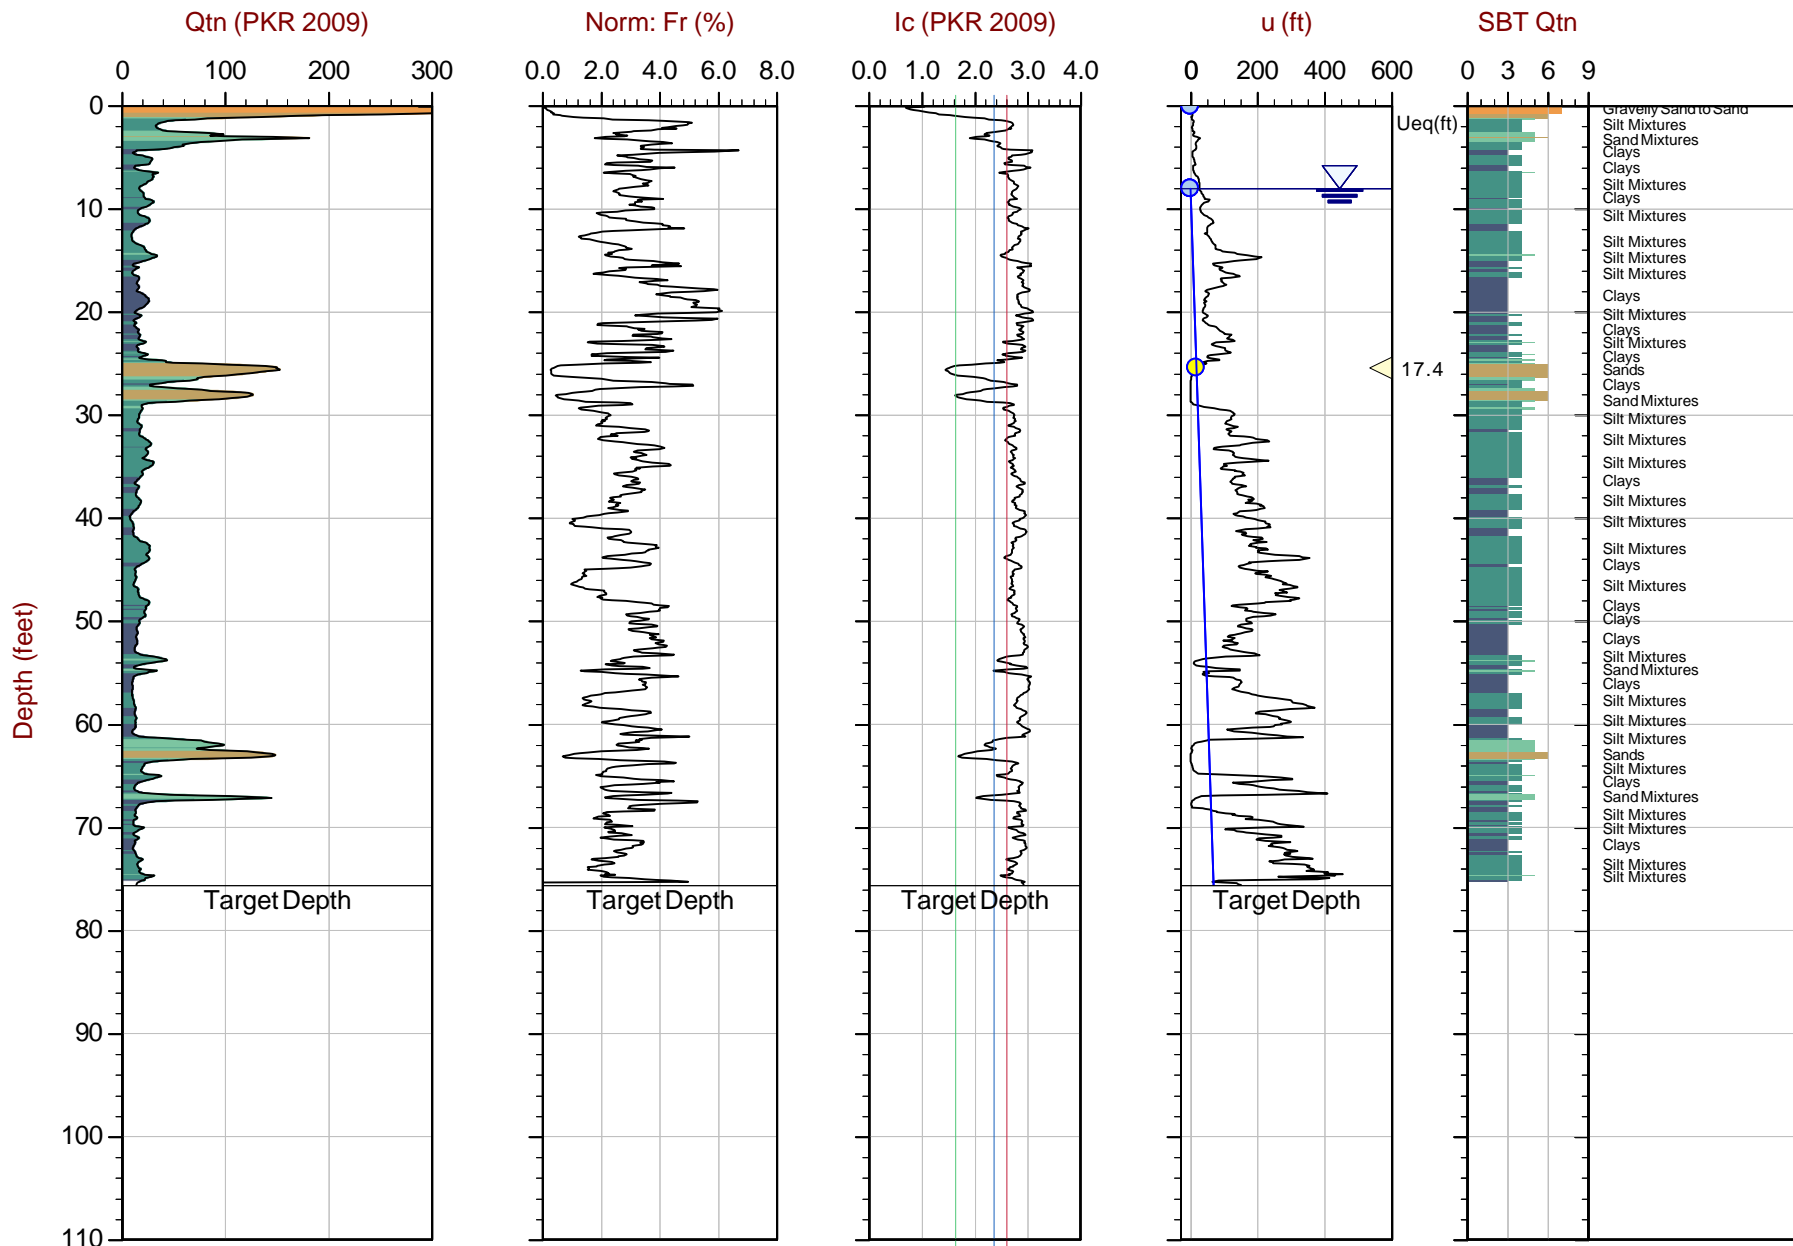 Qtn (PKR 2009) Norm: Fr (%) Ic (PKR 2009) u (ft) SBT Qtn
0 100 200 300 0.0 2.0 4.0 6.0 8.0 0.0 1.0 2.0 3.0 4.0 0 200 400 600 0 3 6 9
0
Gravelly Sand to Sand
Ueq(ft)
Silt Mixtures
Sand Mixtures
Clays
Clays
Silt Mixtures
Clays
10
Silt Mixtures
Silt Mixtures
Silt Mixtures
Silt Mixtures
Clays
20
Silt Mixtures
Clays
Silt Mixtures
Clays
17.4
Sands
Clays
Sand Mixtures
30
Silt Mixtures
Silt Mixtures
Silt Mixtures
Clays
Silt Mixtures
40
Silt Mixtures
Silt Mixtures
Clays
Silt Mixtures
Clays
50
Clays
Clays
Silt Mixtures
Sand Mixtures
Clays
Silt Mixtures
60
Silt Mixtures
Silt Mixtures
Sands
Silt Mixtures
Clays
Sand Mixtures
Silt Mixtures
70
Silt Mixtures
Clays
Silt Mixtures
Silt Mixtures
Target Depth Target Depth Target Depth Target Depth
80
90
100
110
Depth (feet)